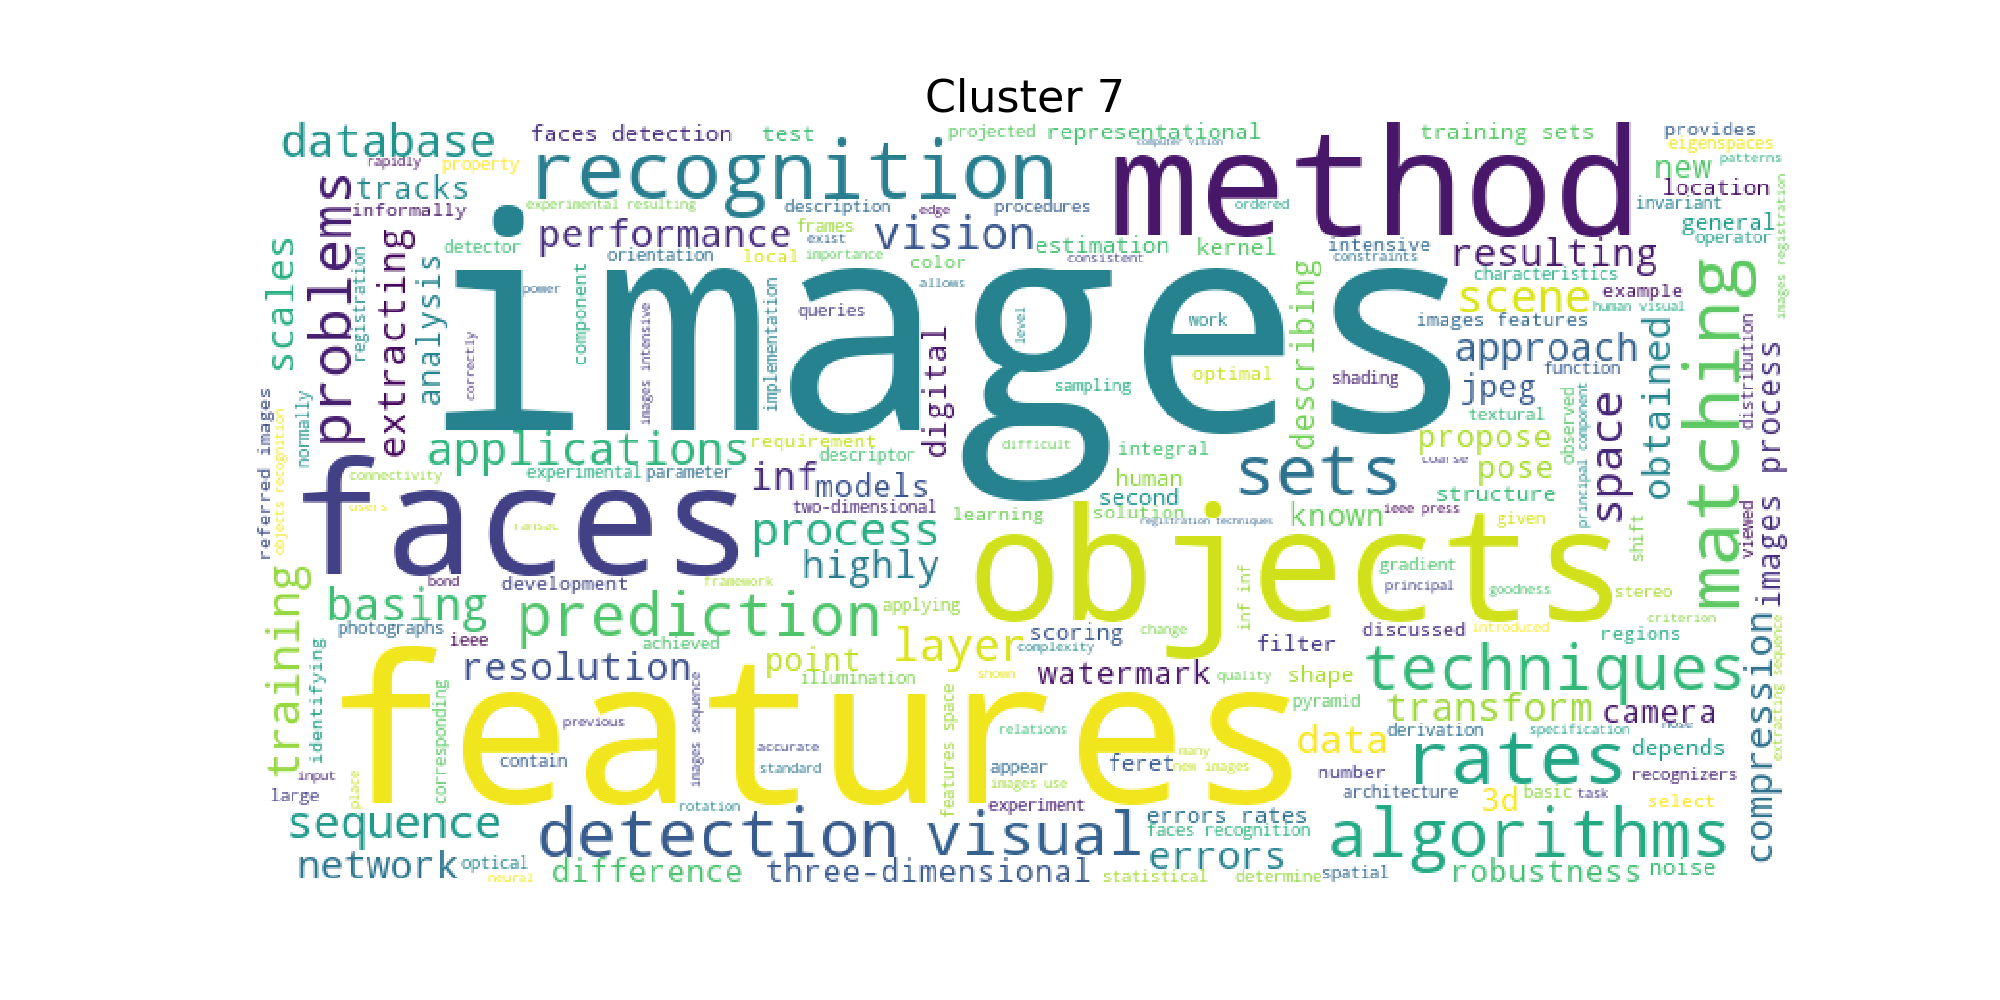 Cluster 7
database
faces detection
test
projected
representational
training sets
provides
computer vition
eigenspaces
rapidly
property
recognition
method
new
patterns
tracks
location
informally
experimental resulting
description
edge
procedures
ordered
invariant
problems
extracting
performance
frames
vision
general
detector
exist
estimation
kernel
intensive
resulting
operator
scales
registration
analysis
orientation
local
importance
color
consistent
constraints
images
component
power
allows
characteristics
scene
example
images registration
correctly
images intensive
implementation
queries
level
work
describing
images features
human visual
matching
digital
approach
obtained
distribution
sampling
optimal
shading
jpeg
function
images process
textural
observed
principal component
space
applications
requirement
difficult
integral
propose
referred images
objects recognition
normally
descriptor
sets
coarse
pose
connectivity
experimental
parameter
inf
models
human
second
structure
faces
users
ransac
two-dimensional
learning
solution
registration techniques
known
ieee press
given
shift
viewed
process
objects
highly
gradient
bond
development
framework
principal
goodness
stereo
training
basing
prediction
applying
inf inf
criterion
photographs
ieee
achieved
layer
scoring
complexity
change
filter
discussed
introduced
regions
compression
extracting sequence
identifying
resolution
point
illumination
shown
watermark
quality
shape
techniques
features
corresponding
images sequence
features space
pyramid
transform
camera
previous
relations
data
derivation
specification
nose
contain
accurate
standard
appear
images use
feret
many
new images
number
rates
depends
recognizers
input
large
place
rotation
experiment
architecture
3d
basic
task
select
sequence
detection
visual
errors rates
faces recognition
algorithms
network
optical
neural
difference
three-dimensional
errors
statistical
determine
spatial
robustness
noise